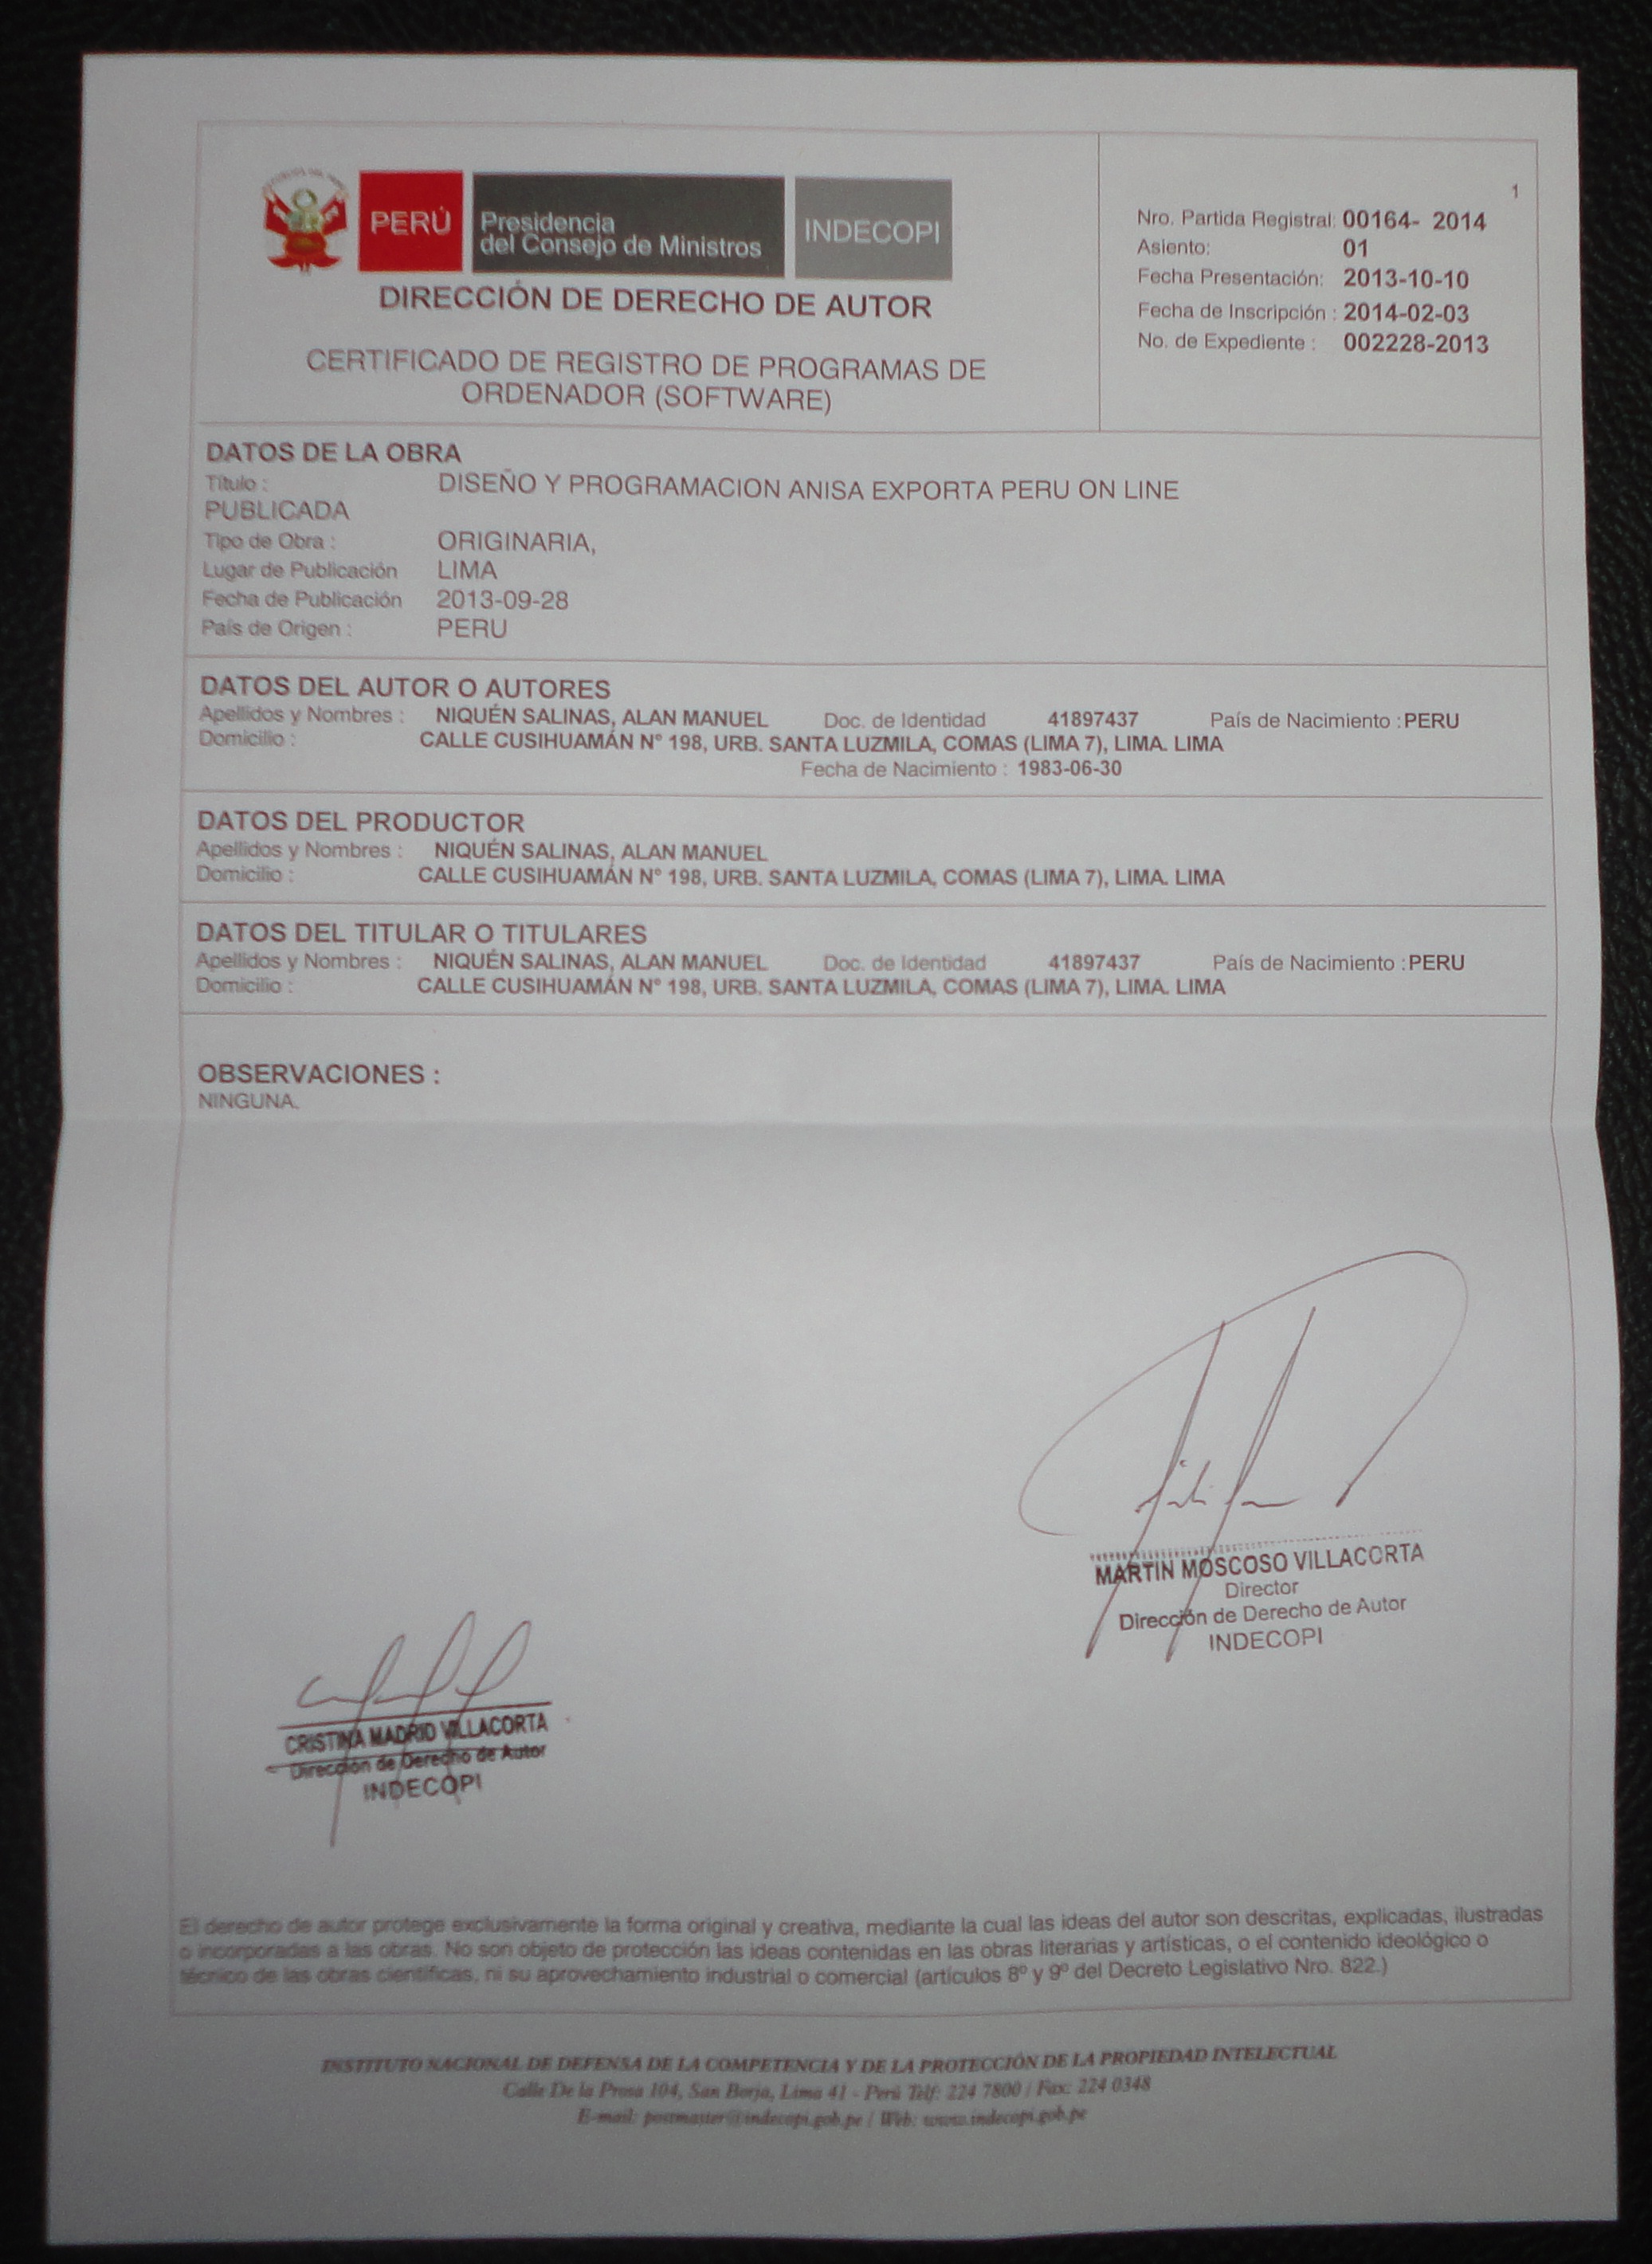 PERÚ
Presidencia
del Consejo de Ministros
INDECOPI
DIRECCIÓN DE DERECHO DE AUTOR
CERTIFICADO DE REGISTRO DE PROGRAMAS DE
ORDENADOR (SOFTWARE)
1
Nro. Partida Registral: 00164- 2014
Asiento: 01
Fecha Presentación: 2013-10-10
Fecha de Inscripción : 2014-02-03
No. de Expediente : 002228-2013
DATOS DE LA OBRA
Título : DISEÑO Y PROGRAMACION ANISA EXPORTA PERU ON LINE
PUBLICADA
Tipo de Obra : ORIGINARIA,
Lugar de Publicación LIMA
Fecha de Publicación 2013-09-28
País de Origen : PERU
DATOS DEL AUTOR O AUTORES
Apellidos y Nombres : NIQUÉN SALINAS, ALAN MANUEL Doc. de Identidad 41897437 País de Nacimiento :PERU
Domicilio : CALLE CUSIHUAMÁN N° 198, URB. SANTA LUZMILA, COMAS (LIMA 7), LIMA. LIMA
Fecha de Nacimiento : 1983-06-30
DATOS DEL PRODUCTOR
Apellidos y Nombres : NIQUÉN SALINAS, ALAN MANUEL
Domicilio : CALLE CUSIHUAMÁN N° 198, URB. SANTA LUZMILA, COMAS (LIMA 7), LIMA. LIMA
DATOS DEL TITULAR O TITULARES
Apellidos y Nombres : NIQUÉN SALINAS, ALAN MANUEL Doc. de Identidad 41897437 País de Nacimiento :PERU
Domicilio : CALLE CUSIHUAMÁN N° 198, URB. SANTA LUZMILA, COMAS (LIMA 7), LIMA. LIMA
OBSERVACIONES :
NINGUNA.
MARTIN MOSCOSO VILLACORTA
Director
Dirección de Derecho de Autor
INDECOPI
CRISTINA MADRID VILLACORTA
Dirección de Derecho de Autor
INDECOPI
El derecho de autor protege exclusivamente la forma original y creativa, mediante la cual las ideas del autor son descritas, explicadas, ilustradas
o incorporadas a las obras. No son objeto de protección las ideas contenidas en las obras literarias y artísticas, o el contenido ideológico o
técnico de las obras científicas, ni su aprovechamiento industrial o comercial (artículos 8º y 9º del Decreto Legislativo Nro. 822.)
INSTITUTO NACIONAL DE DEFENSA DE LA COMPETENCIA Y DE LA PROTECCIÓN DE LA PROPIEDAD INTELECTUAL
Calle De la Prosa 104, San Borja, Lima 41 - Perú Telf: 224 7800 / Fax: 224 0348
E-mail: postmaster@indecopi.gob.pe / Web: www.indecopi.gob.pe